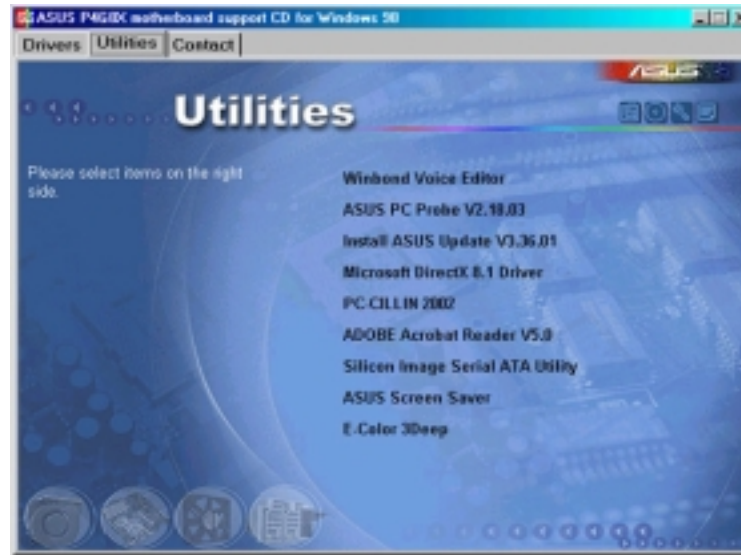 ASUS P4G8X motherboard support CD for Windows 98
Drivers Utilities Contact
ASUS
Utilities
Please select items on the right
side.
Winbond Voice Editor
ASUS PC Probe V2.18.03
Install ASUS Update V3.36.01
Microsoft DirectX 8.1 Driver
PC-CILLIN 2002
ADOBE Acrobat Reader V5.0
Silicon Image Serial ATA Utility
ASUS Screen Saver
E-Color 3Deep